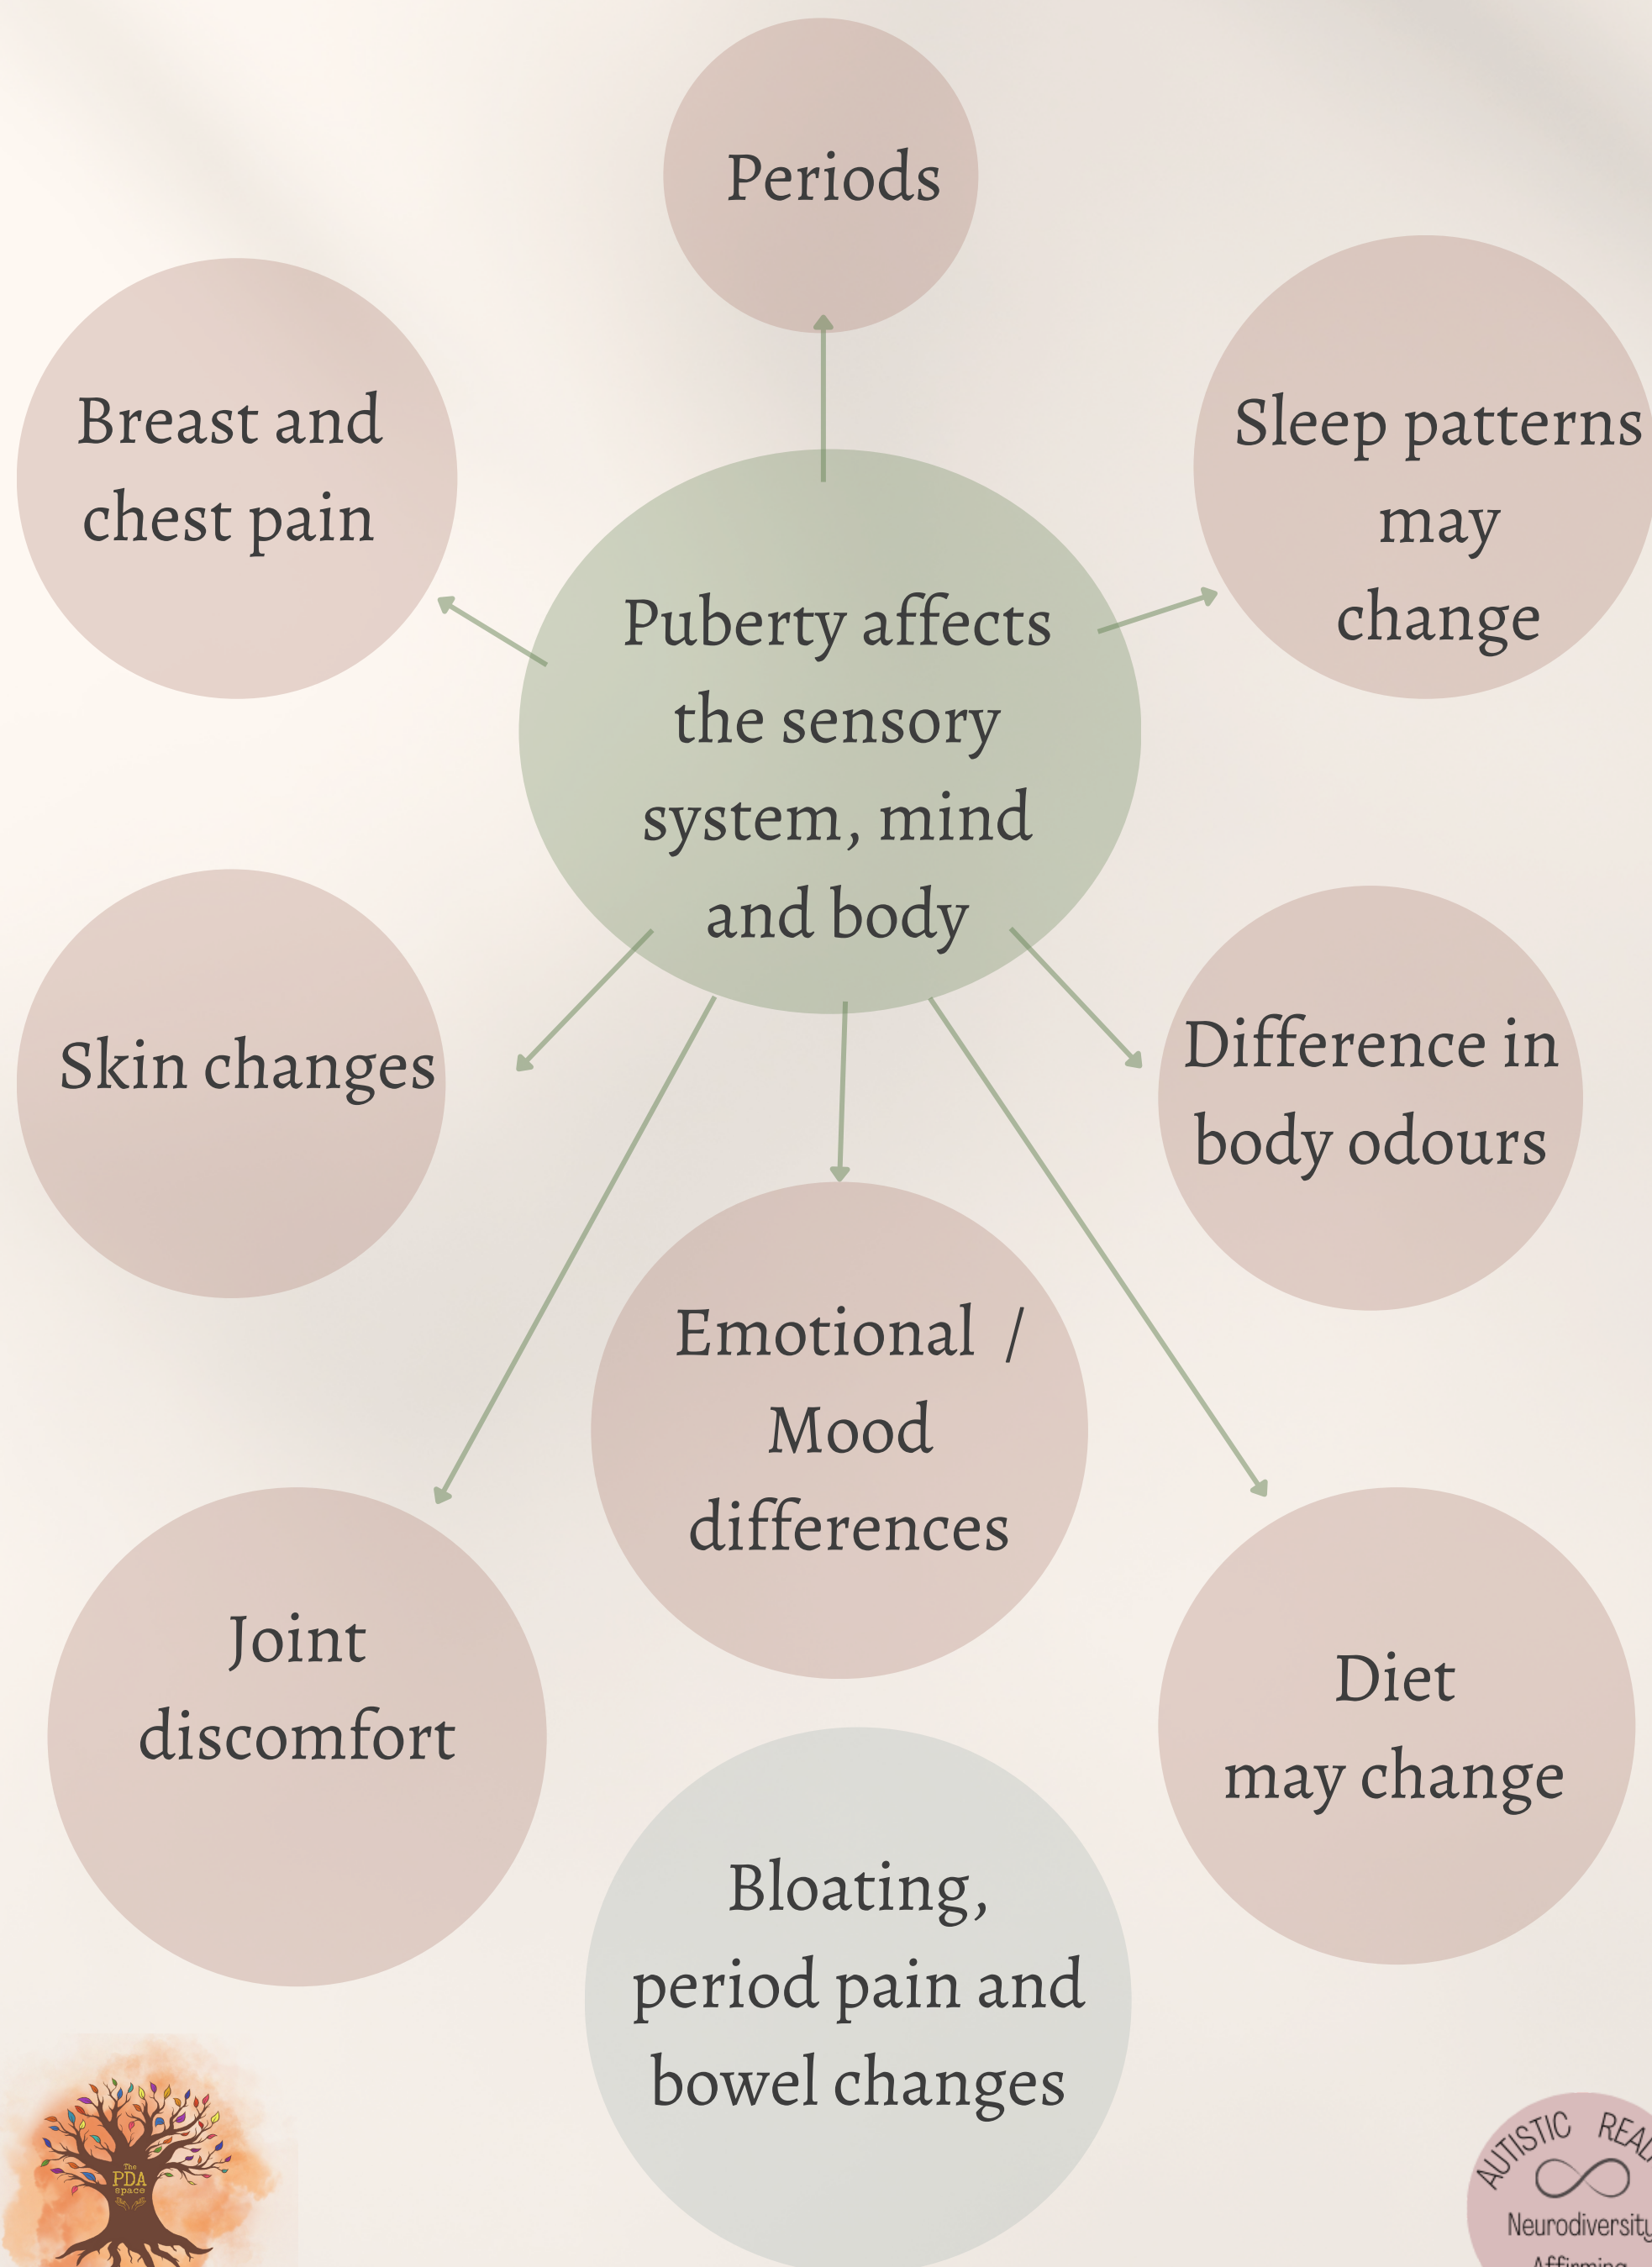 Periods
Breast and
chest pain
Sleep patterns
may
change
Puberty affects
the sensory
system, mind
and body
Skin changes
Difference in
body odours
Emotional /
Mood
differences
Joint
discomfort
Diet
may change
Bloating,
period pain and
bowel changes
The
PDA
space
AUTISTIC
Neurodiversity